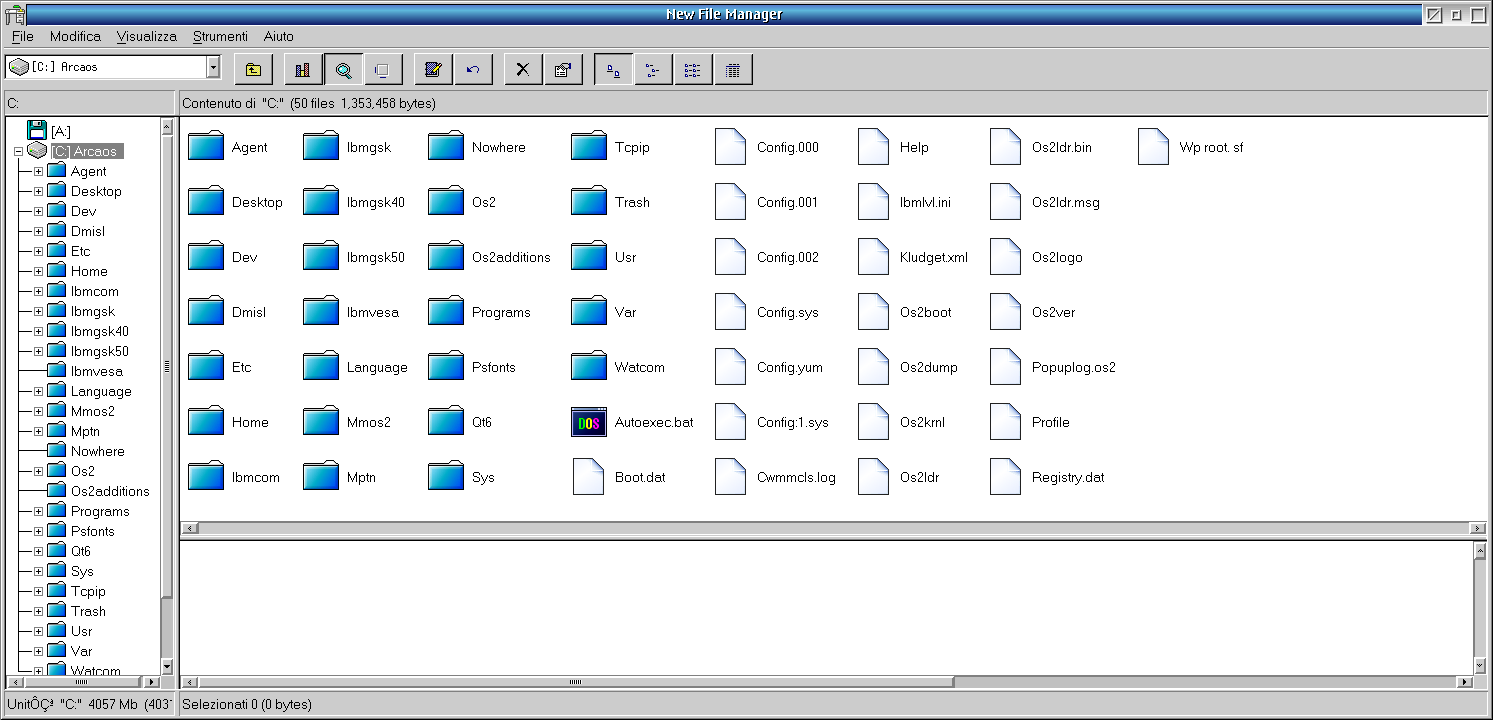 New File Manager
File Modifica Visualizza Strumenti Aiuto
[C:] Arcaos
C:
Contenuto di "C:" (50 files 1,353,458 bytes)
[A:]
[C:] Arcaos
Agent
Desktop
Dev
Dmisl
Etc
Home
Ibmcom
Ibmgsk
Ibmgsk40
Ibmgsk50
Ibmvesa
Language
Mmos2
Mptn
Nowhere
Os2
Os2additions
Programs
Psfonts
Qt6
Sys
Tcpip
Trash
Usr
Var
Watcom
Agent Ibmgsk Nowhere Tcpip Config.000 Help Os2ldr.bin Wp root. sf
Desktop Ibmgsk40 Os2 Trash Config.001 Ibmlvl.ini Os2ldr.msg
Dev Ibmgsk50 Os2additions Usr Config.002 Kludget.xml Os2logo
Dmisl Ibmvesa Programs Var Config.sys Os2boot Os2ver
Etc Language Psfonts Watcom Config.yum Os2dump Popuplog.os2
Home Mmos2 Qt6 DOS Autoexec.bat Config:1.sys Os2krnl Profile
Ibmcom Mptn Sys Boot.dat Cwmmcls.log Os2ldr Registry.dat
UnitÔÇª "C:" 4057 Mb (403
Selezionati 0 (0 bytes)